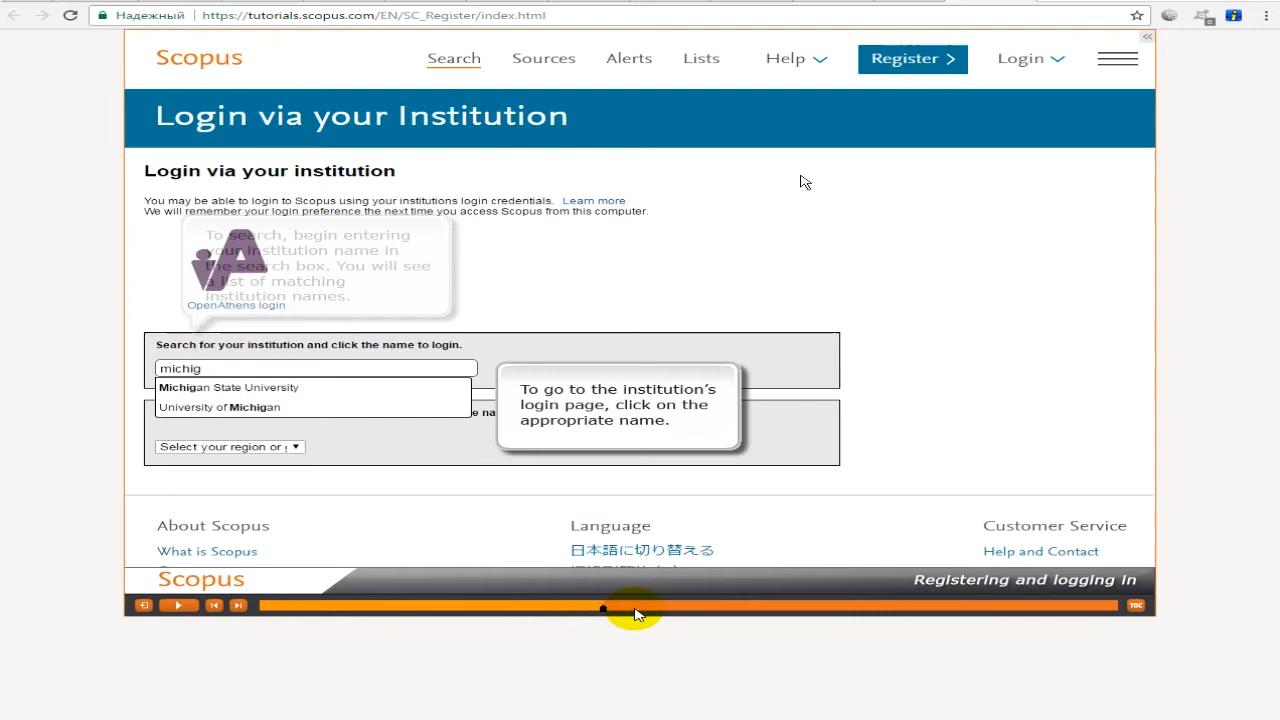 Надежный https://tutorials.scopus.com/EN/SC_Register/index.html
Scopus Search Sources Alerts Lists Help Register Login
Login via your Institution
Login via your institution
You may be able to login to Scopus using your institutions login credentials. Learn more
We will remember your login preference the next time you access Scopus from this computer.
To search, begin entering
your institution name in
the search box. You will see
a list of matching
institution names.
OpenAthens login
Search for your institution and click the name to login.
michig
Michigan State University
University of Michigan
To go to the institution's
login page, click on the
appropriate name.
Select your region or
About Scopus Language Customer Service
What is Scopus 日本語に切り替える Help and Contact
Scopus Registering and logging in
TOC